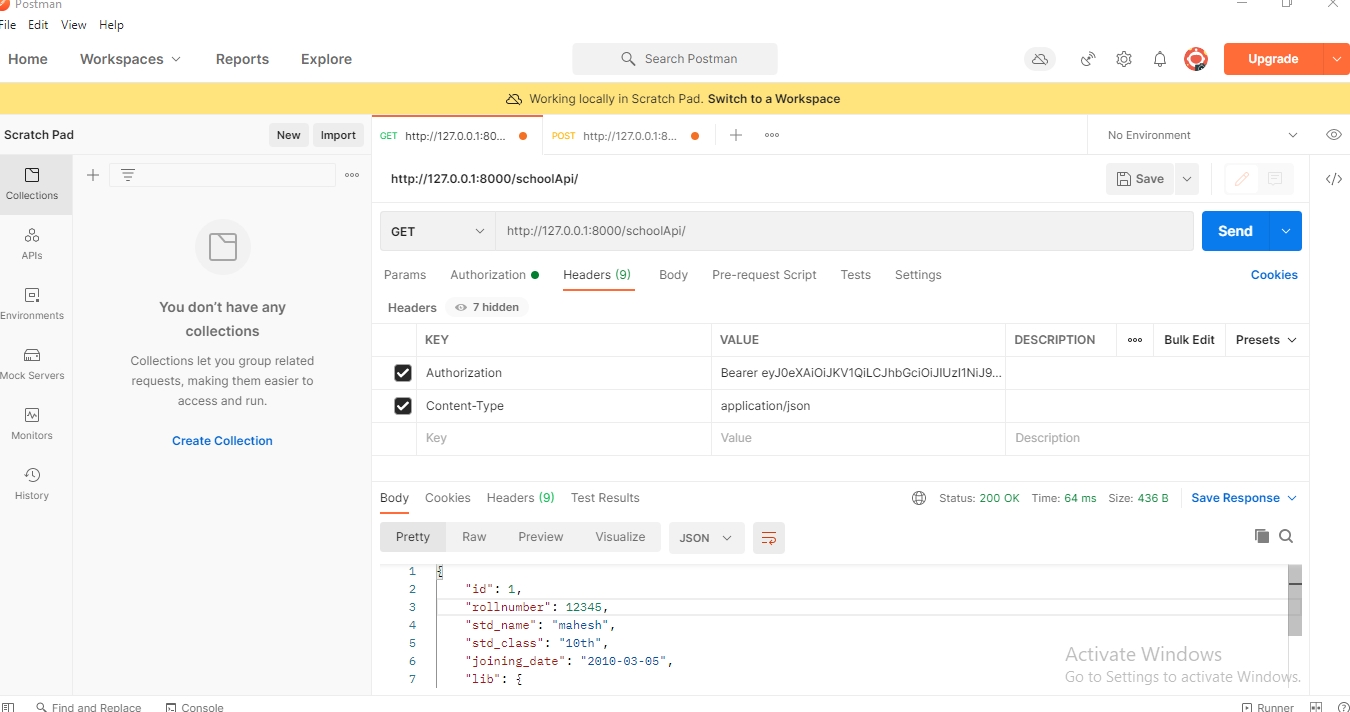 Postman
File Edit View Help
Home Workspaces Reports Explore Search Postman Upgrade
Working locally in Scratch Pad. Switch to a Workspace
Scratch Pad New Import GET http://127.0.0.1:80... POST http://127.0.0.1:8... No Environment
http://127.0.0.1:8000/schoolApi/ Save
Collections
GET http://127.0.0.1:8000/schoolApi/ Send
APIs
Params Authorization Headers (9) Body Pre-request Script Tests Settings Cookies
Environments
Headers 7 hidden
You don't have any
collections
KEY VALUE DESCRIPTION Bulk Edit Presets
Collections let you group related
requests, making them easier to
access and run.
Mock Servers
Authorization Bearer eyJ0eXAiOiJKV1QiLCJhbGciOiJIUzI1NiJ9...
Content-Type application/json
Monitors
Create Collection
Key Value Description
History
Body Cookies Headers (9) Test Results Status: 200 OK Time: 64 ms Size: 436 B Save Response
Pretty Raw Preview Visualize JSON
1 {
2 "id": 1,
3 "rollnumber": 12345,
4 "std_name": "mahesh",
5 "std_class": "10th",
6 "joining_date": "2010-03-05",
7 "lib": {
Activate Windows
Go to Settings to activate Windows.
Find and Replace Console Runner